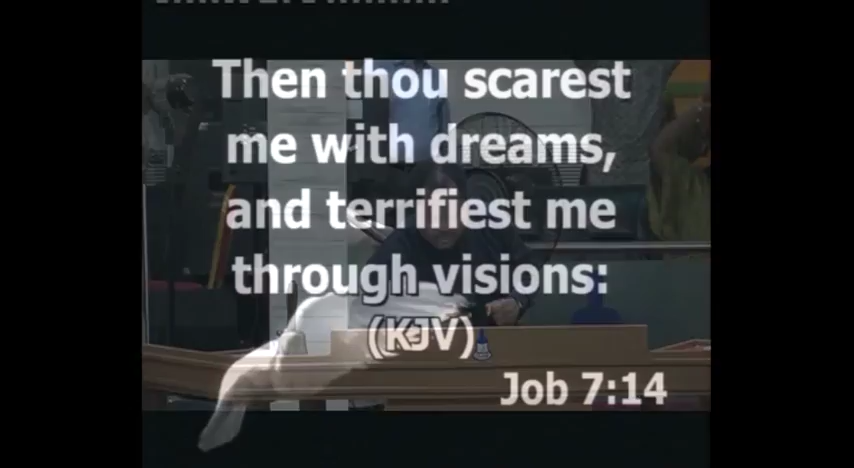 Then thou scarest
me with dreams,
and terrifiest me
through visions:
(KJV)
Job 7:14